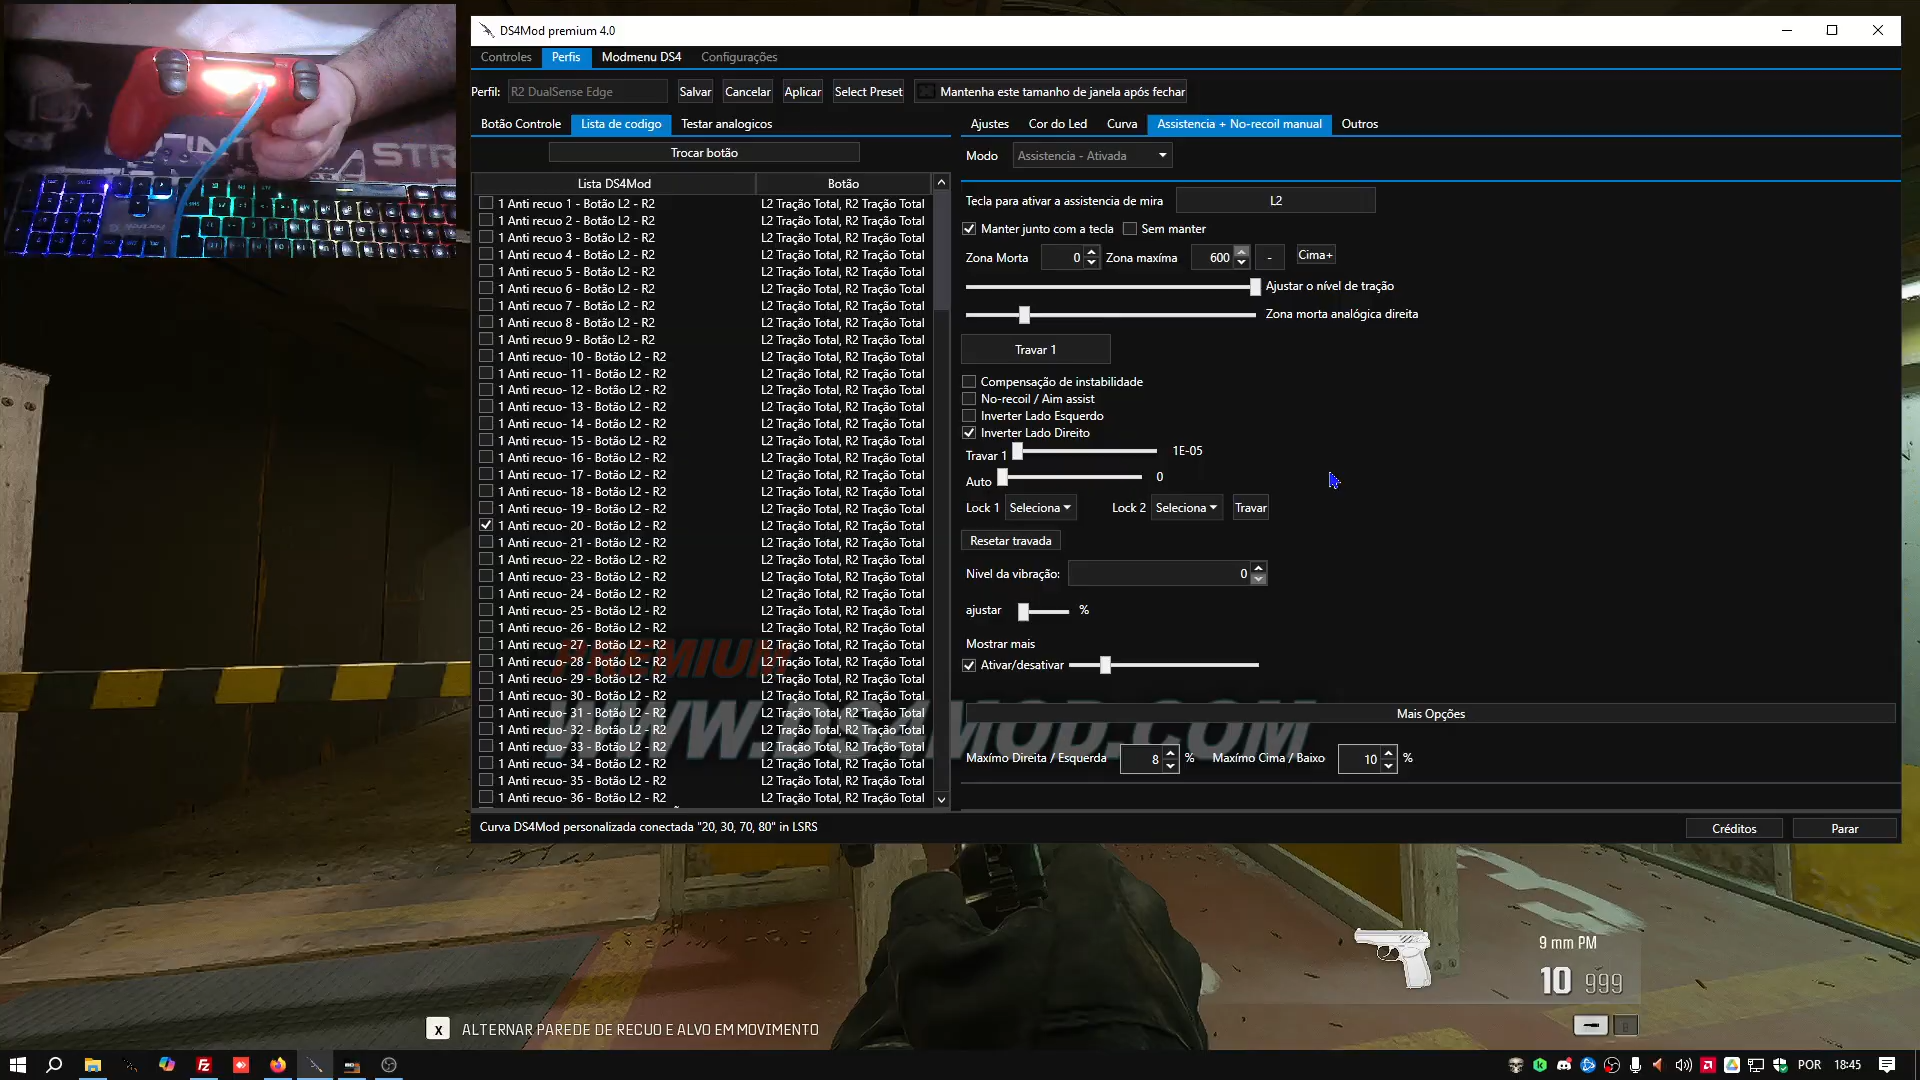 DS4Mod premium 4.0
Controles Perfis Modmenu DS4 Configurações
Perfil: R2 DualSense Edge Salvar Cancelar Aplicar Select Preset Mantenha este tamanho de janela após fechar
Botão Controle Lista de codigo Testar analogicos
Trocar botão
Lista DS4Mod Botão
1 Anti recuo 1 - Botão L2 - R2 L2 Tração Total, R2 Tração Total
1 Anti recuo 2 - Botão L2 - R2 L2 Tração Total, R2 Tração Total
1 Anti recuo 3 - Botão L2 - R2 L2 Tração Total, R2 Tração Total
1 Anti recuo 4 - Botão L2 - R2 L2 Tração Total, R2 Tração Total
1 Anti recuo 5 - Botão L2 - R2 L2 Tração Total, R2 Tração Total
1 Anti recuo 6 - Botão L2 - R2 L2 Tração Total, R2 Tração Total
1 Anti recuo 7 - Botão L2 - R2 L2 Tração Total, R2 Tração Total
1 Anti recuo 8 - Botão L2 - R2 L2 Tração Total, R2 Tração Total
1 Anti recuo 9 - Botão L2 - R2 L2 Tração Total, R2 Tração Total
1 Anti recuo- 10 - Botão L2 - R2 L2 Tração Total, R2 Tração Total
1 Anti recuo- 11 - Botão L2 - R2 L2 Tração Total, R2 Tração Total
1 Anti recuo- 12 - Botão L2 - R2 L2 Tração Total, R2 Tração Total
1 Anti recuo- 13 - Botão L2 - R2 L2 Tração Total, R2 Tração Total
1 Anti recuo- 14 - Botão L2 - R2 L2 Tração Total, R2 Tração Total
1 Anti recuo- 15 - Botão L2 - R2 L2 Tração Total, R2 Tração Total
1 Anti recuo- 16 - Botão L2 - R2 L2 Tração Total, R2 Tração Total
1 Anti recuo- 17 - Botão L2 - R2 L2 Tração Total, R2 Tração Total
1 Anti recuo- 18 - Botão L2 - R2 L2 Tração Total, R2 Tração Total
1 Anti recuo- 19 - Botão L2 - R2 L2 Tração Total, R2 Tração Total
1 Anti recuo- 20 - Botão L2 - R2 L2 Tração Total, R2 Tração Total
1 Anti recuo- 21 - Botão L2 - R2 L2 Tração Total, R2 Tração Total
1 Anti recuo- 22 - Botão L2 - R2 L2 Tração Total, R2 Tração Total
1 Anti recuo- 23 - Botão L2 - R2 L2 Tração Total, R2 Tração Total
1 Anti recuo- 24 - Botão L2 - R2 L2 Tração Total, R2 Tração Total
1 Anti recuo- 25 - Botão L2 - R2 L2 Tração Total, R2 Tração Total
1 Anti recuo- 26 - Botão L2 - R2 L2 Tração Total, R2 Tração Total
1 Anti recuo- 27 - Botão L2 - R2 L2 Tração Total, R2 Tração Total
1 Anti recuo- 28 - Botão L2 - R2 L2 Tração Total, R2 Tração Total
1 Anti recuo- 29 - Botão L2 - R2 L2 Tração Total, R2 Tração Total
1 Anti recuo- 30 - Botão L2 - R2 L2 Tração Total, R2 Tração Total
1 Anti recuo- 31 - Botão L2 - R2 L2 Tração Total, R2 Tração Total
1 Anti recuo- 32 - Botão L2 - R2 L2 Tração Total, R2 Tração Total
1 Anti recuo- 33 - Botão L2 - R2 L2 Tração Total, R2 Tração Total
1 Anti recuo- 34 - Botão L2 - R2 L2 Tração Total, R2 Tração Total
1 Anti recuo- 35 - Botão L2 - R2 L2 Tração Total, R2 Tração Total
1 Anti recuo- 36 - Botão L2 - R2 L2 Tração Total, R2 Tração Total
PREMIUM
WWW.DS4MOD.COM
Curva DS4Mod personalizada conectada "20, 30, 70, 80" in LSRS
Ajustes Cor do Led Curva Assistencia + No-recoil manual Outros
Modo Assistencia - Ativada
Tecla para ativar a assistencia de mira L2
Manter junto com a tecla Sem manter
Zona Morta 0 Zona maxíma 600 - Cima+
Ajustar o nível de tração
Zona morta analógica direita
Travar 1
Compensação de instabilidade
No-recoil / Aim assist
Inverter Lado Esquerdo
Inverter Lado Direito
Travar 1 1E-05
Auto 0
Lock 1 Seleciona Lock 2 Seleciona Travar
Resetar travada
Nivel da vibração: 0
ajustar %
Mostrar mais
Ativar/desativar
Mais Opções
Maxímo Direita / Esquerda 8 % Maxímo Cima / Baixo 10 %
Créditos Parar
9 mm PM
10 999
X ALTERNAR PAREDE DE RECUO E ALVO EM MOVIMENTO
POR 18:45